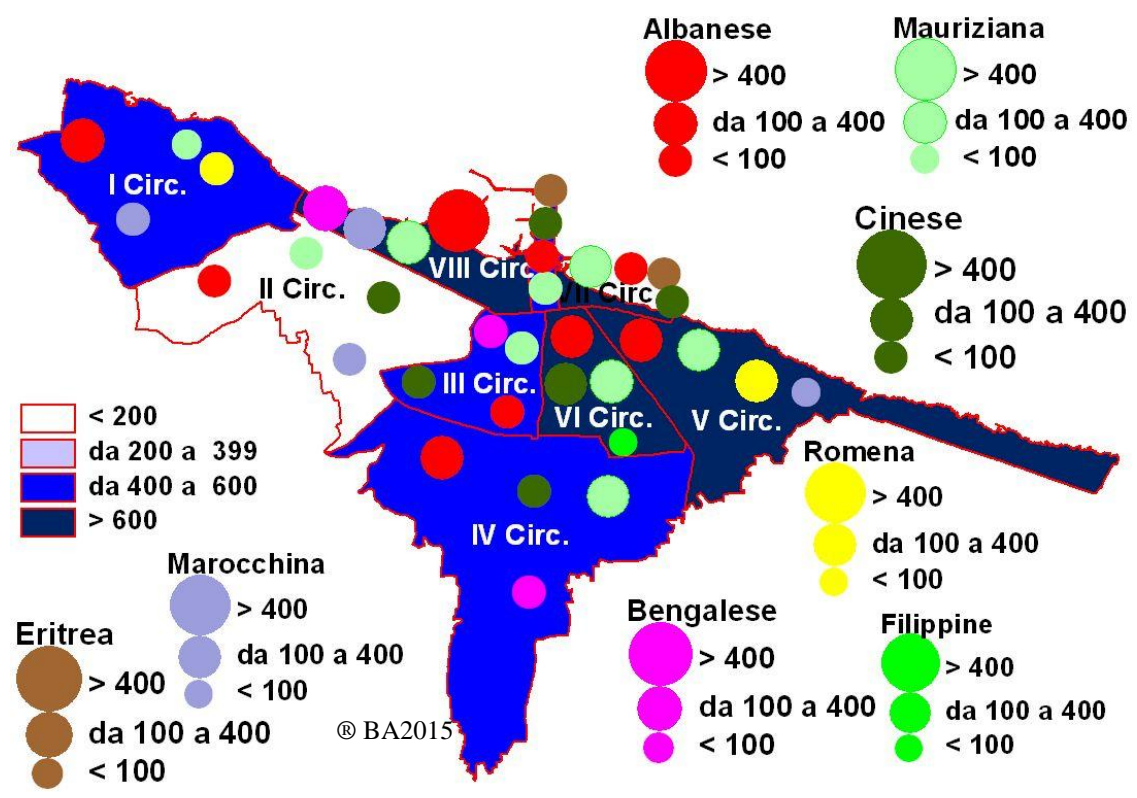 Albanese
> 400
da 100 a 400
< 100
Mauriziana
> 400
da 100 a 400
< 100
I Circ.
II Circ.
VIII Circ
VII Circ
III Circ.
VI Circ.
V Circ.
IV Circ.
Cinese
> 400
da 100 a 400
< 100
< 200
da 200 a 399
da 400 a 600
> 600
Romena
> 400
da 100 a 400
< 100
Marocchina
> 400
da 100 a 400
< 100
Eritrea
> 400
da 100 a 400
< 100
® BA2015
Bengalese
> 400
da 100 a 400
< 100
Filippine
> 400
da 100 a 400
< 100